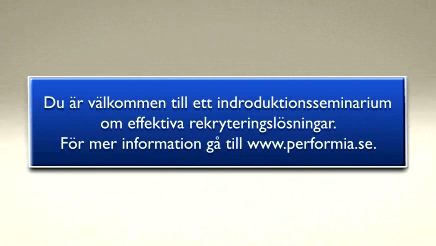 Du är välkommen till ett indroduktionsseminarium
om effektiva rekryteringslösningar.
För mer information gå till www.performia.se.